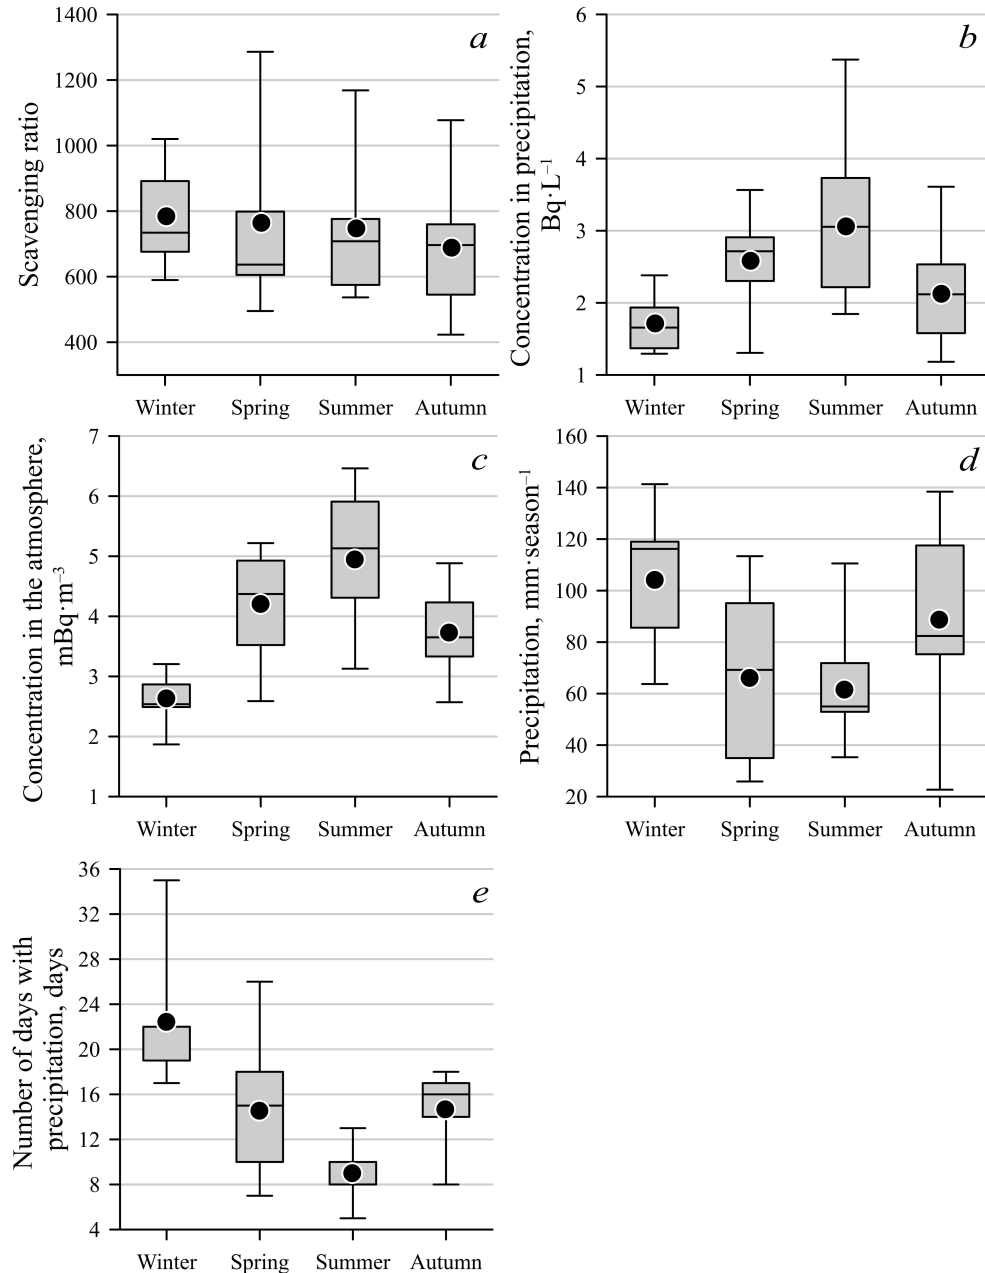 a
Scavenging ratio
1400
1200
1000
800
600
400
Winter Spring Summer Autumn
b
Concentration in precipitation,
Bq·L⁻¹
6
5
4
3
2
1
Winter Spring Summer Autumn
c
Concentration in the atmosphere,
mBq·m⁻³
7
6
5
4
3
2
1
Winter Spring Summer Autumn
d
Precipitation, mm·season⁻¹
160
140
120
100
80
60
40
20
Winter Spring Summer Autumn
e
Number of days with
precipitation, days
36
32
28
24
20
16
12
8
4
Winter Spring Summer Autumn